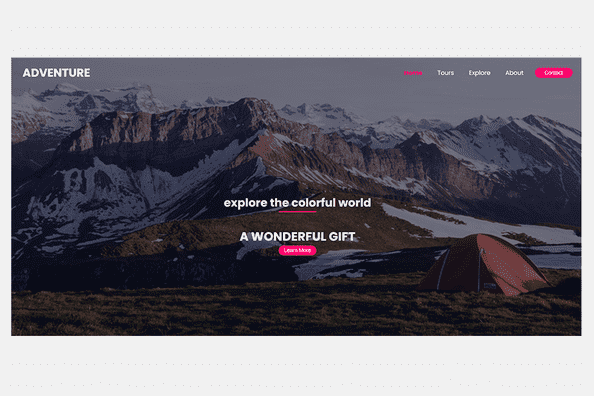 ADVENTURE
Home Tours Explore About Contact
explore the colorful world
A WONDERFUL GIFT
Learn More